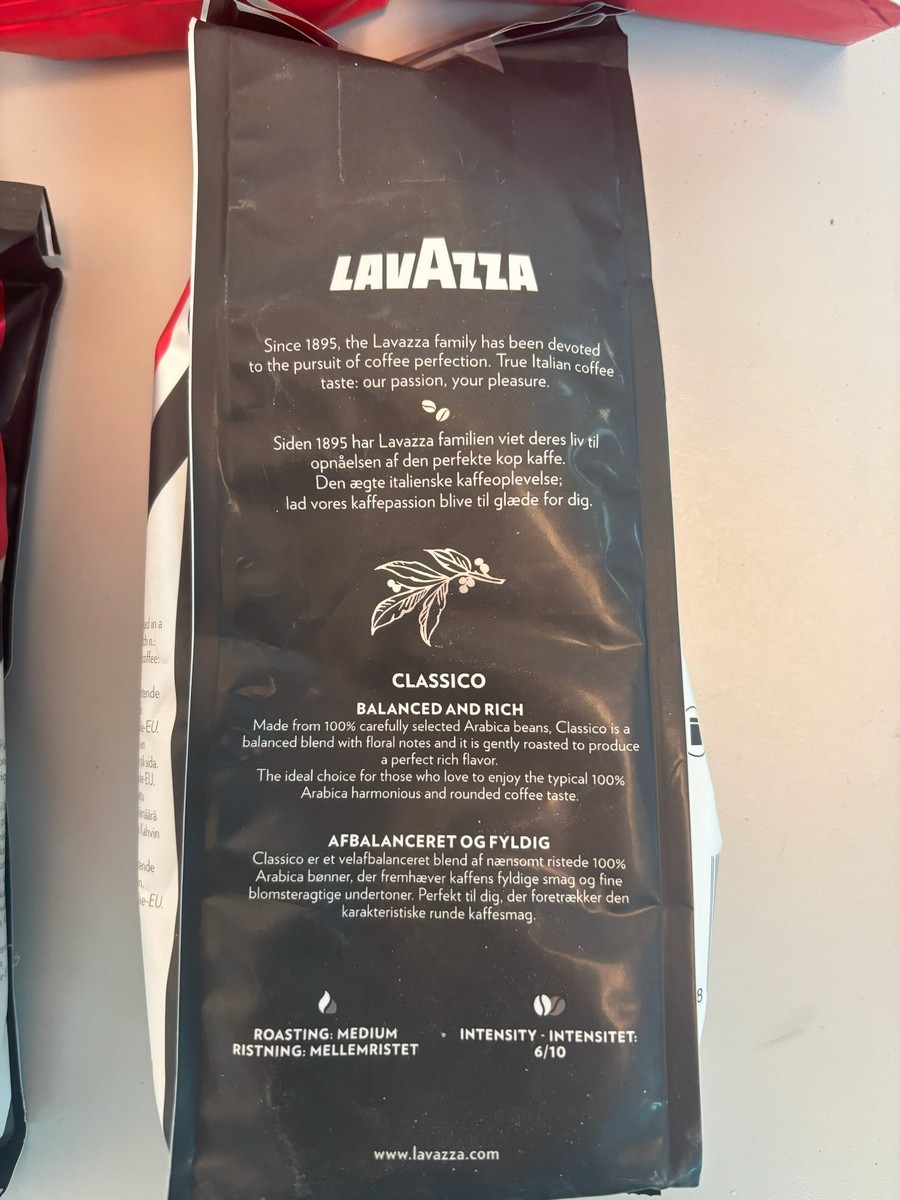 LAVAZZA
Since 1895, the Lavazza family has been devoted
to the pursuit of coffee perfection. True Italian coffee
taste: our passion, your pleasure.
Siden 1895 har Lavazza familien viet deres liv til
opnåelsen af den perfekte kop kaffe.
Den ægte italienske kaffeoplevelse;
lad vores kaffepassion blive til glæde for dig.
CLASSICO
BALANCED AND RICH
Made from 100% carefully selected Arabica beans, Classico is a
balanced blend with floral notes and it is gently roasted to produce
a perfect rich flavor.
The ideal choice for those who love to enjoy the typical 100%
Arabica harmonious and rounded coffee taste.
AFBALANCERET OG FYLDIG
Classico er et velafbalanceret blend af nænsomt ristede 100%
Arabica bønner, der fremhæver kaffens fyldige smag og fine
blomsteragtige undertoner. Perfekt til dig, der foretrækker den
karakteristiske runde kaffesmag.
ROASTING: MEDIUM
RISTNING: MELLEMRISTET
INTENSITY - INTENSITET:
6/10
www.lavazza.com